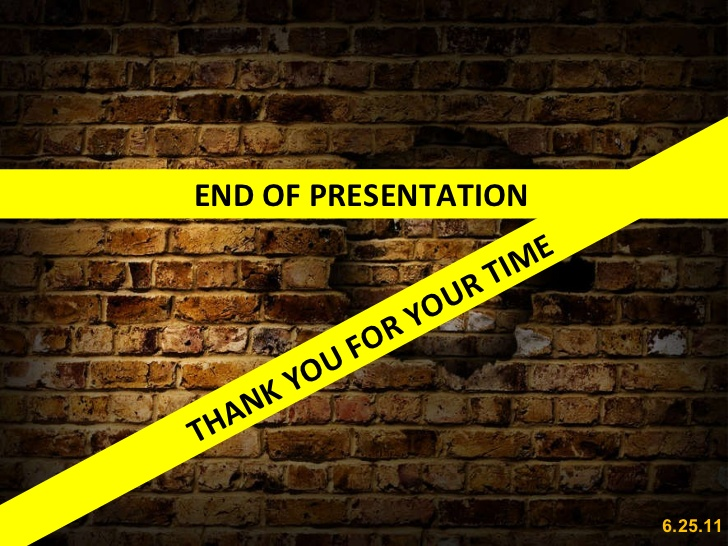 END OF PRESENTATION
THANK YOU FOR YOUR TIME
6.25.11